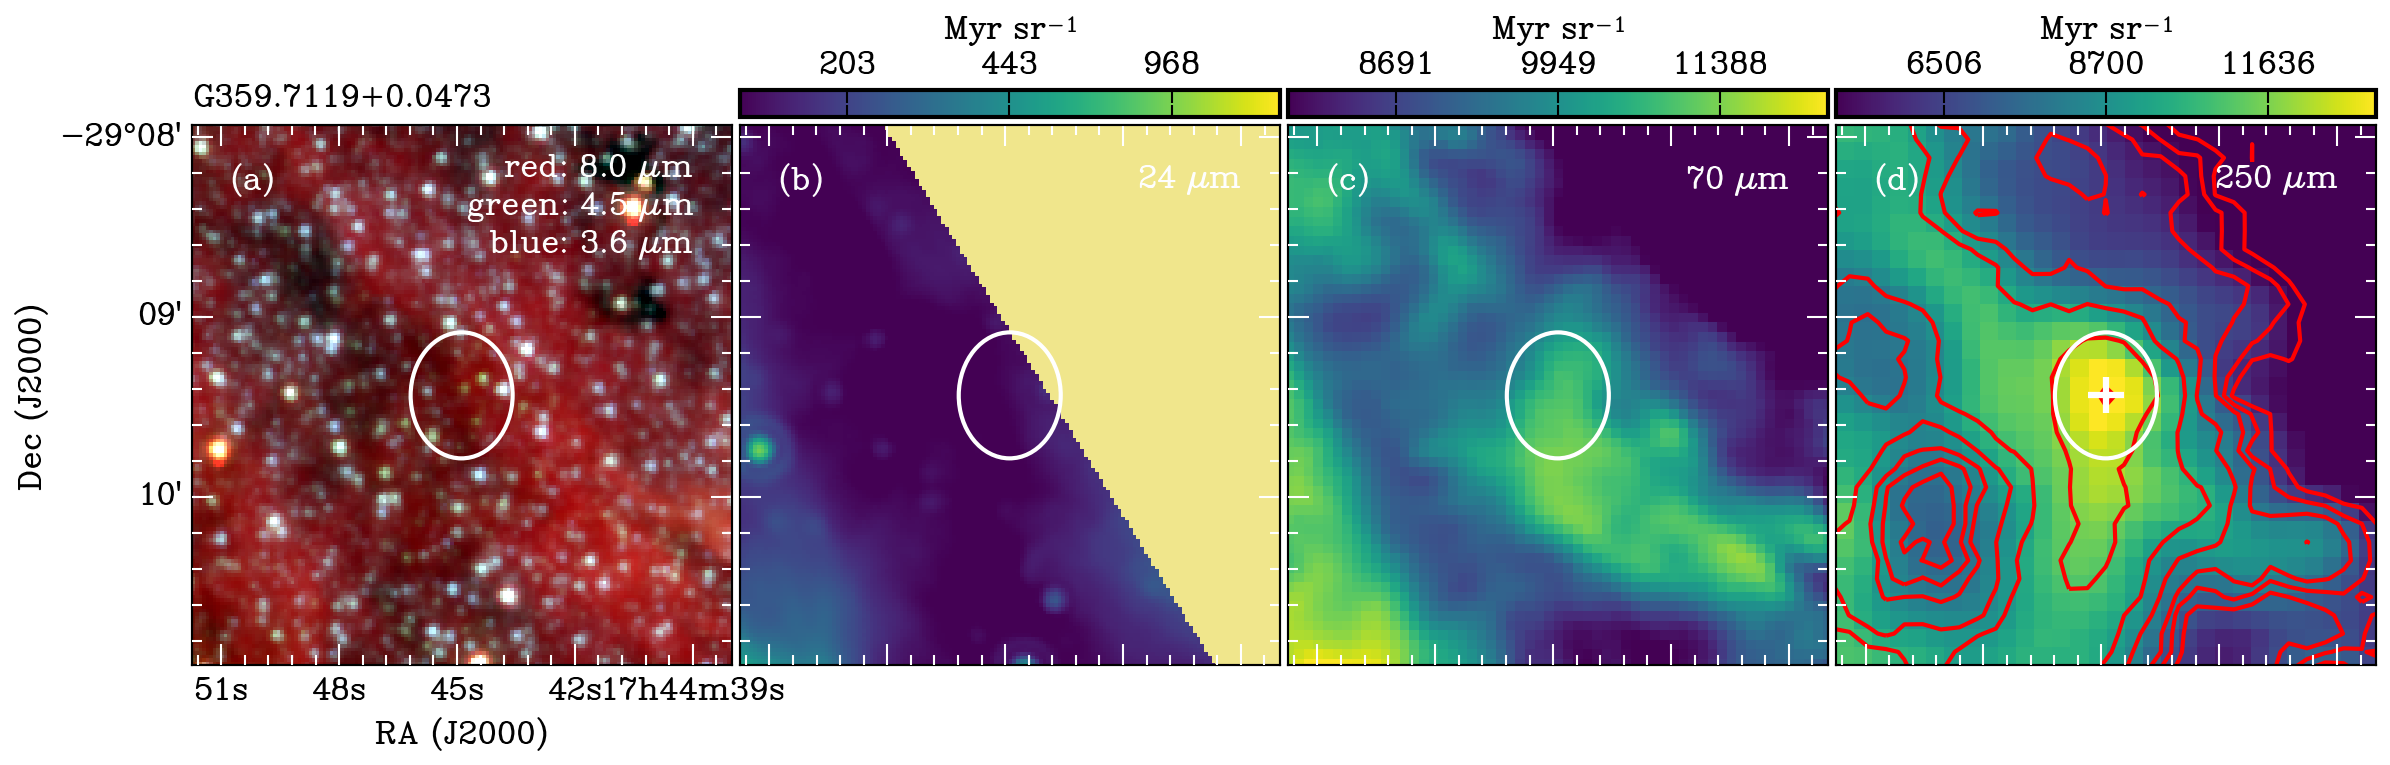 Myr sr⁻¹ Myr sr⁻¹ Myr sr⁻¹
203 443 968 8691 9949 11388 6506 8700 11636
G359.7119+0.0473
−29°08'
(a) red: 8.0 μm (b) 24 μm (c) 70 μm (d) 250 μm
green: 4.5 μm
blue: 3.6 μm
09'
Dec (J2000)
10'
51s 48s 45s 42s17h44m39s
RA (J2000)